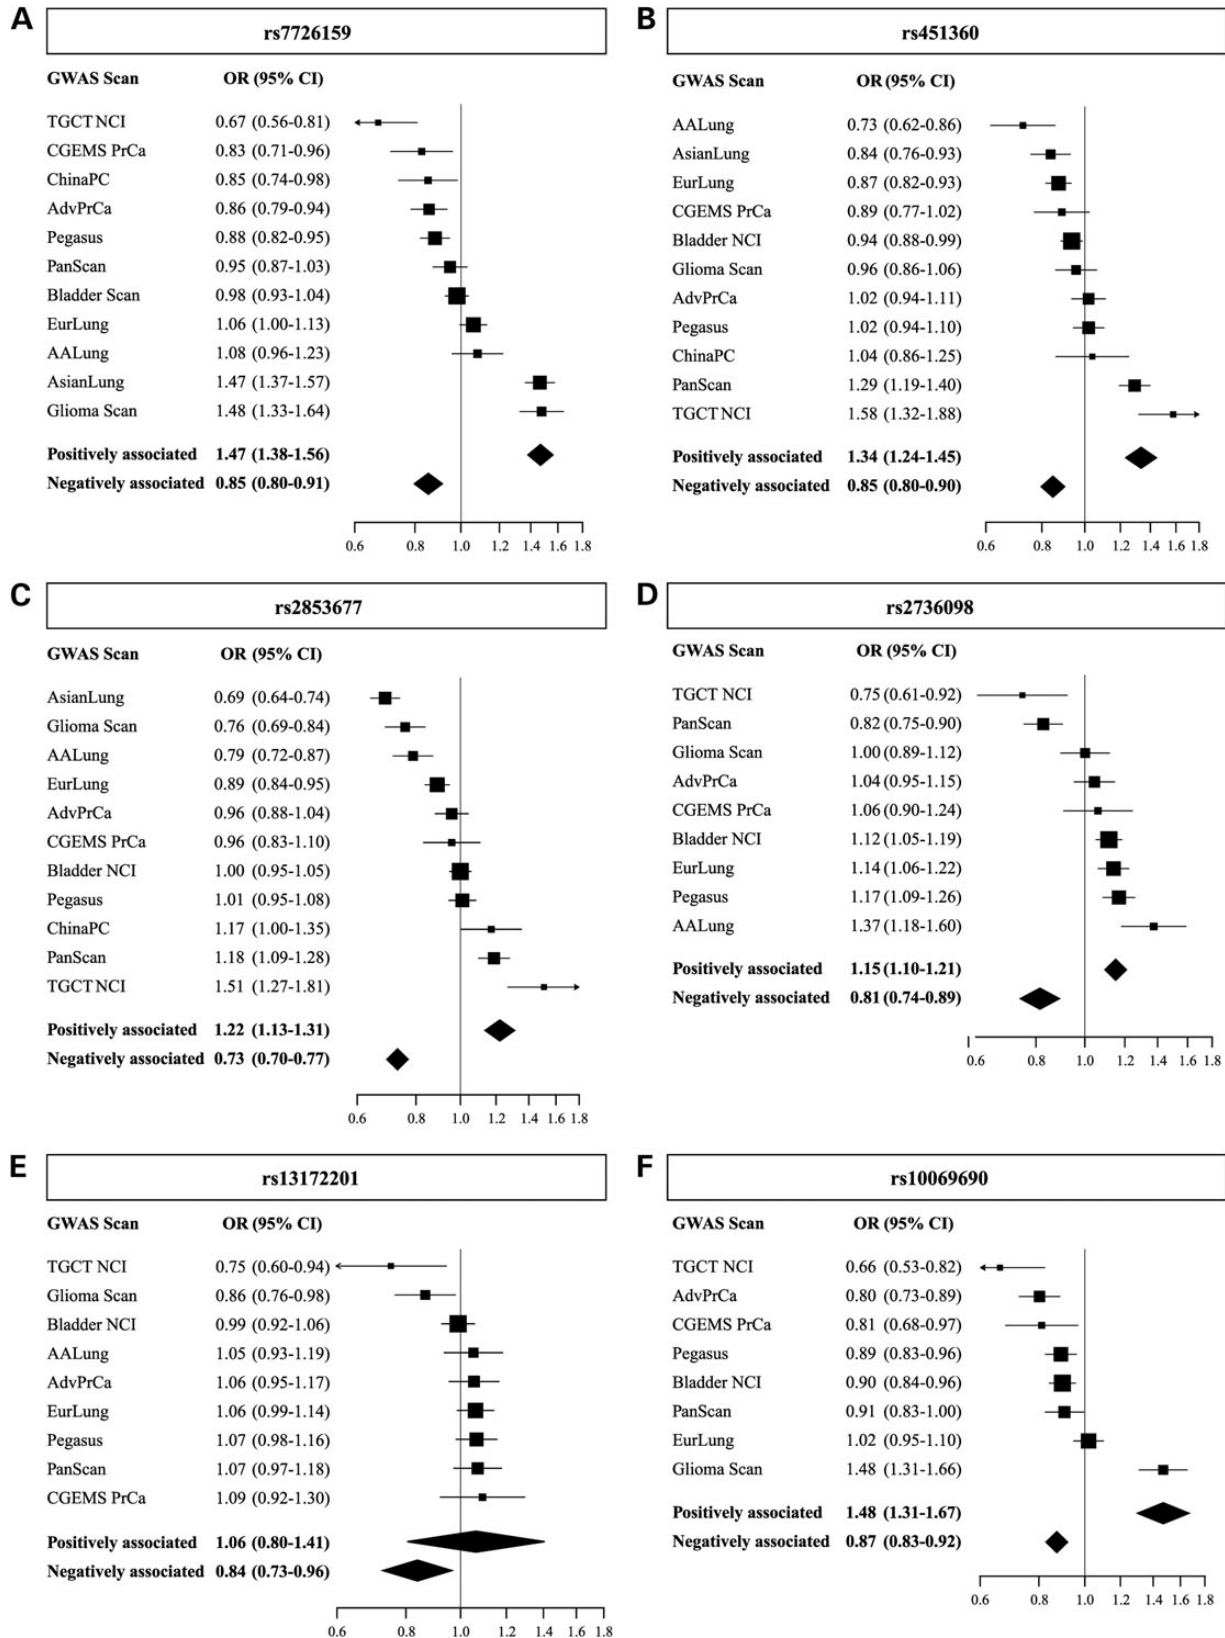 A
rs7726159
GWAS Scan OR (95% CI)
TGCT NCI 0.67 (0.56-0.81)
CGEMS PrCa 0.83 (0.71-0.96)
ChinaPC 0.85 (0.74-0.98)
AdvPrCa 0.86 (0.79-0.94)
Pegasus 0.88 (0.82-0.95)
PanScan 0.95 (0.87-1.03)
Bladder Scan 0.98 (0.93-1.04)
EurLung 1.06 (1.00-1.13)
AALung 1.08 (0.96-1.23)
AsianLung 1.47 (1.37-1.57)
Glioma Scan 1.48 (1.33-1.64)
Positively associated 1.47 (1.38-1.56)
Negatively associated 0.85 (0.80-0.91)
0.6 0.8 1.0 1.2 1.4 1.6 1.8
B
rs451360
GWAS Scan OR (95% CI)
AALung 0.73 (0.62-0.86)
AsianLung 0.84 (0.76-0.93)
EurLung 0.87 (0.82-0.93)
CGEMS PrCa 0.89 (0.77-1.02)
Bladder NCI 0.94 (0.88-0.99)
Glioma Scan 0.96 (0.86-1.06)
AdvPrCa 1.02 (0.94-1.11)
Pegasus 1.02 (0.94-1.10)
ChinaPC 1.04 (0.86-1.25)
PanScan 1.29 (1.19-1.40)
TGCT NCI 1.58 (1.32-1.88)
Positively associated 1.34 (1.24-1.45)
Negatively associated 0.85 (0.80-0.90)
0.6 0.8 1.0 1.2 1.4 1.6 1.8
C
rs2853677
GWAS Scan OR (95% CI)
AsianLung 0.69 (0.64-0.74)
Glioma Scan 0.76 (0.69-0.84)
AALung 0.79 (0.72-0.87)
EurLung 0.89 (0.84-0.95)
AdvPrCa 0.96 (0.88-1.04)
CGEMS PrCa 0.96 (0.83-1.10)
Bladder NCI 1.00 (0.95-1.05)
Pegasus 1.01 (0.95-1.08)
ChinaPC 1.17 (1.00-1.35)
PanScan 1.18 (1.09-1.28)
TGCT NCI 1.51 (1.27-1.81)
Positively associated 1.22 (1.13-1.31)
Negatively associated 0.73 (0.70-0.77)
0.6 0.8 1.0 1.2 1.4 1.6 1.8
D
rs2736098
GWAS Scan OR (95% CI)
TGCT NCI 0.75 (0.61-0.92)
PanScan 0.82 (0.75-0.90)
Glioma Scan 1.00 (0.89-1.12)
AdvPrCa 1.04 (0.95-1.15)
CGEMS PrCa 1.06 (0.90-1.24)
Bladder NCI 1.12 (1.05-1.19)
EurLung 1.14 (1.06-1.22)
Pegasus 1.17 (1.09-1.26)
AALung 1.37 (1.18-1.60)
Positively associated 1.15 (1.10-1.21)
Negatively associated 0.81 (0.74-0.89)
0.6 0.8 1.0 1.2 1.4 1.6 1.8
E
rs13172201
GWAS Scan OR (95% CI)
TGCT NCI 0.75 (0.60-0.94)
Glioma Scan 0.86 (0.76-0.98)
Bladder NCI 0.99 (0.92-1.06)
AALung 1.05 (0.93-1.19)
AdvPrCa 1.06 (0.95-1.17)
EurLung 1.06 (0.99-1.14)
Pegasus 1.07 (0.98-1.16)
PanScan 1.07 (0.97-1.18)
CGEMS PrCa 1.09 (0.92-1.30)
Positively associated 1.06 (0.80-1.41)
Negatively associated 0.84 (0.73-0.96)
0.6 0.8 1.0 1.2 1.4 1.6 1.8
F
rs10069690
GWAS Scan OR (95% CI)
TGCT NCI 0.66 (0.53-0.82)
AdvPrCa 0.80 (0.73-0.89)
CGEMS PrCa 0.81 (0.68-0.97)
Pegasus 0.89 (0.83-0.96)
Bladder NCI 0.90 (0.84-0.96)
PanScan 0.91 (0.83-1.00)
EurLung 1.02 (0.95-1.10)
Glioma Scan 1.48 (1.31-1.66)
Positively associated 1.48 (1.31-1.67)
Negatively associated 0.87 (0.83-0.92)
0.6 0.8 1.0 1.2 1.4 1.6 1.8